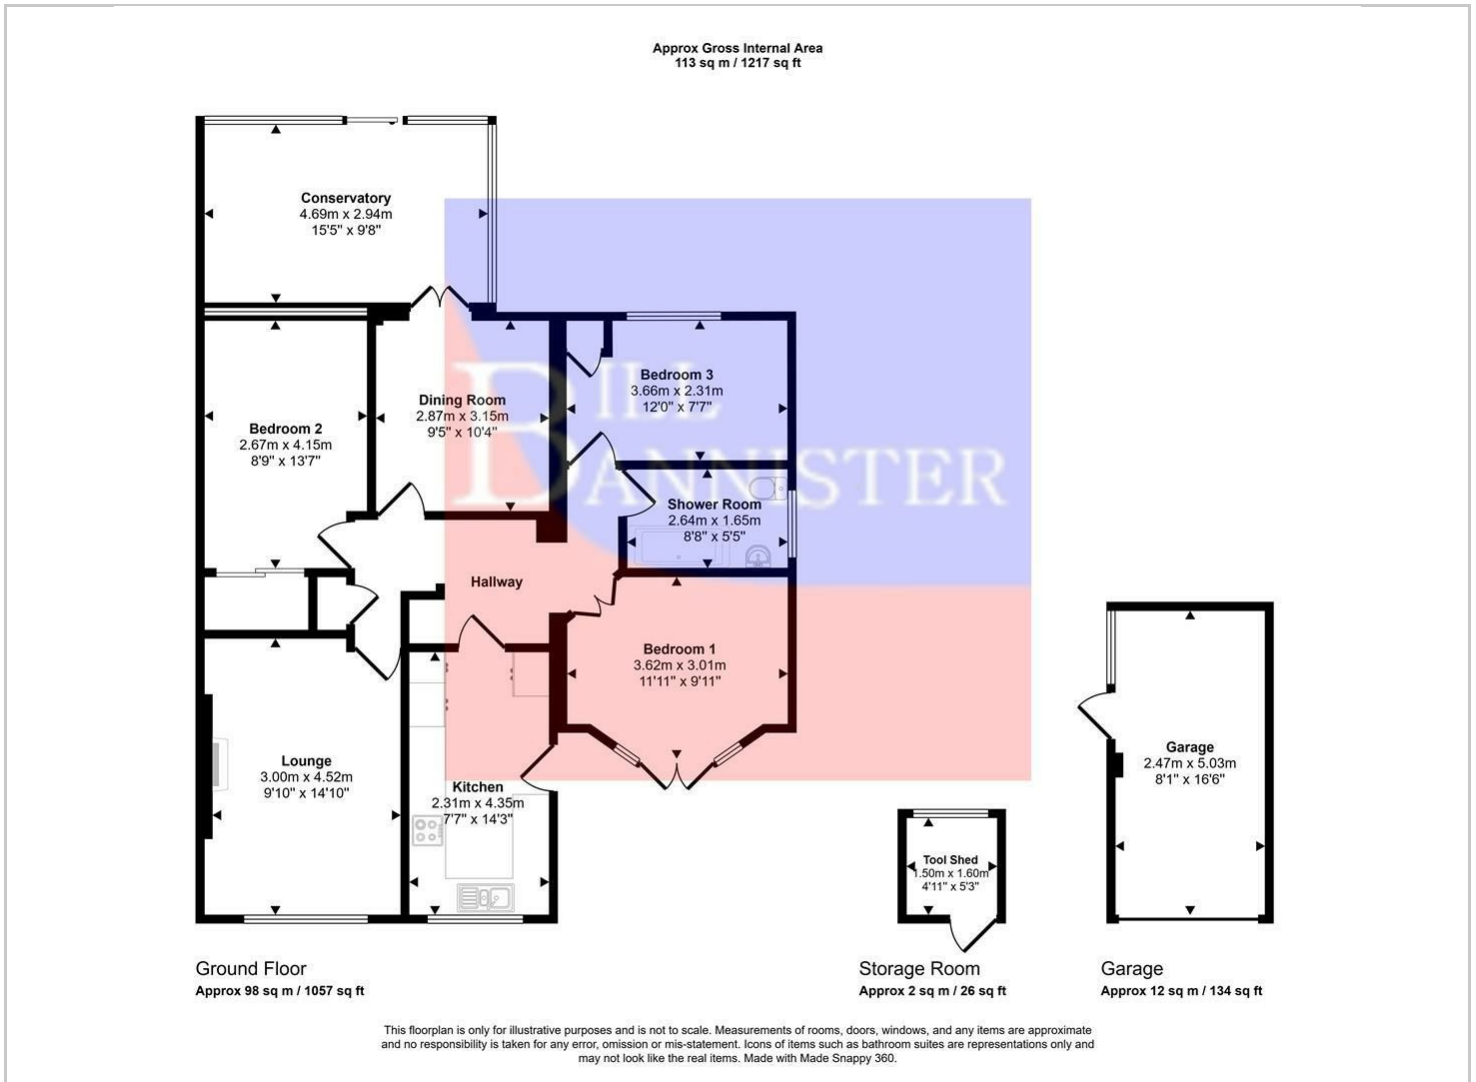 Approx Gross Internal Area
113 sq m / 1217 sq ft
Conservatory
4.69m x 2.94m
15'5" x 9'8"
Bedroom 3
3.66m x 2.31m
12'0" x 7'7"
Dining Room
2.87m x 3.15m
9'5" x 10'4"
Bedroom 2
2.67m x 4.15m
8'9" x 13'7"
BILL
BANNISTER
Shower Room
2.64m x 1.65m
8'8" x 5'5"
Hallway
Bedroom 1
3.62m x 3.01m
11'11" x 9'11"
Lounge
3.00m x 4.52m
9'10" x 14'10"
Kitchen
2.31m x 4.35m
7'7" x 14'3"
Garage
2.47m x 5.03m
8'1" x 16'6"
Tool Shed
1.50m x 1.60m
4'11" x 5'3"
Ground Floor
Approx 98 sq m / 1057 sq ft
Storage Room
Approx 2 sq m / 26 sq ft
Garage
Approx 12 sq m / 134 sq ft
This floorplan is only for illustrative purposes and is not to scale. Measurements of rooms, doors, windows, and any items are approximate
and no responsibility is taken for any error, omission or mis-statement. Icons of items such as bathroom suites are representations only and
may not look like the real items. Made with Made Snappy 360.